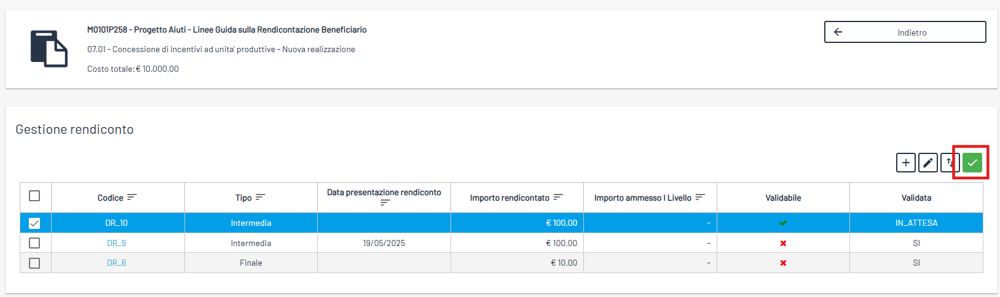 M0101P258 - Progetto Aiuti - Linee Guida sulla Rendicontazione Beneficiario
07.01 - Concessione di incentivi ad unita' produttive - Nuova realizzazione
Costo totale: € 10.000,00
Indietro
Gestione rendiconto
Codice Tipo Data presentazione rendiconto Importo rendicontato Importo ammesso I Livello Validabile Validata
DR_10 Intermedia € 100,00 - IN_ATTESA
DR_9 Intermedia 19/05/2025 € 100,00 - SI
DR_6 Finale € 10,00 - SI